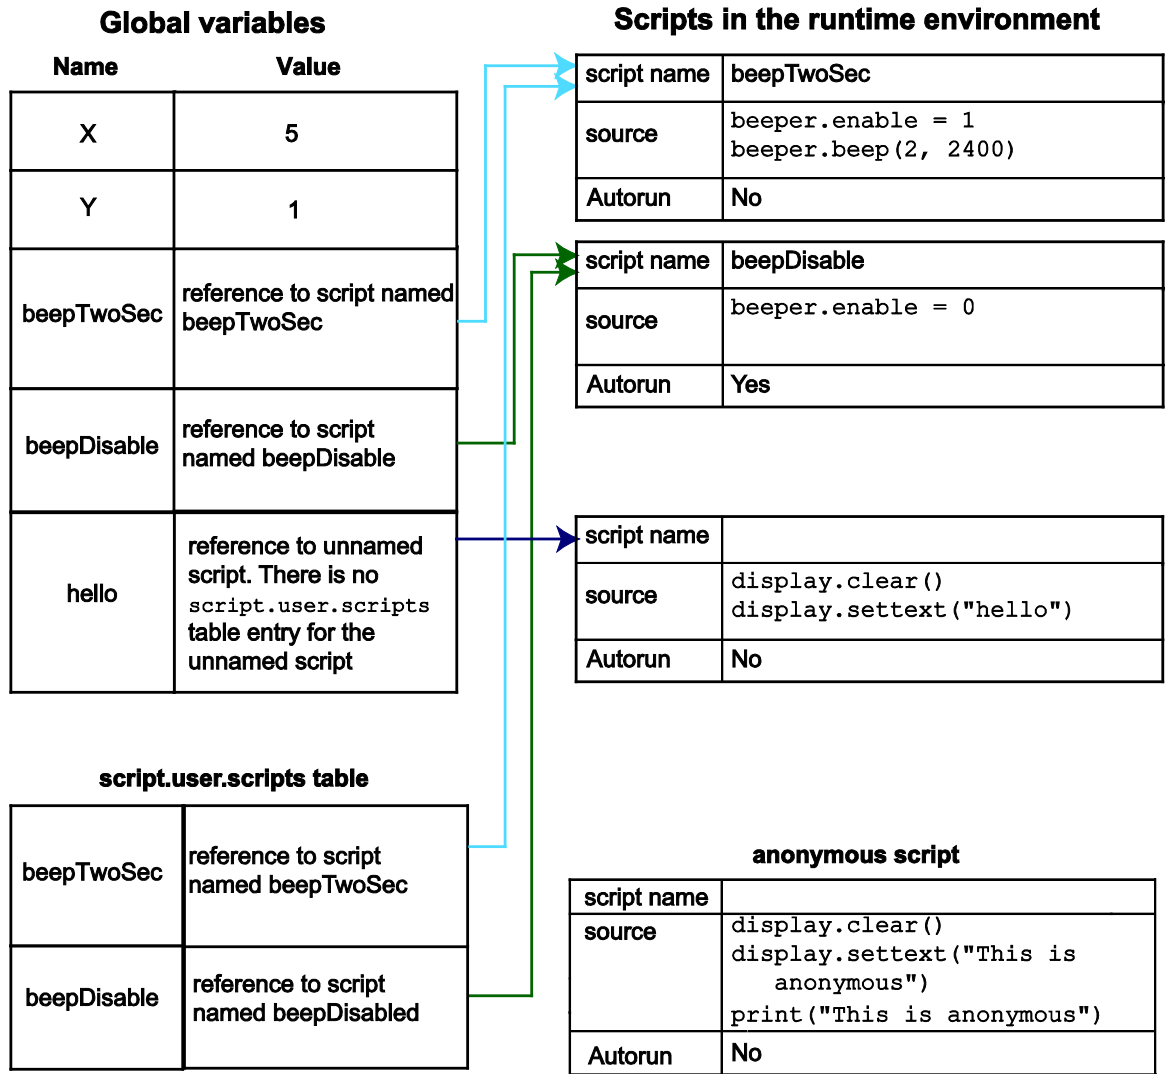 Global variables
Name Value
X 5
Y 1
beepTwoSec
reference to script named
beepTwoSec
beepDisable
reference to script
named beepDisable
hello
reference to unnamed
script. There is no
script.user.scripts
table entry for the
unnamed script
script.user.scripts table
beepTwoSec
reference to script
named beepTwoSec
beepDisable
reference to script
named beepDisabled
Scripts in the runtime environment
script name beepTwoSec
source
beeper.enable = 1
beeper.beep(2, 2400)
Autorun No
script name beepDisable
source
beeper.enable = 0
Autorun Yes
script name
source
display.clear()
display.settext("hello")
Autorun No
anonymous script
script name
source
display.clear()
display.settext("This is
anonymous")
print("This is anonymous")
Autorun No